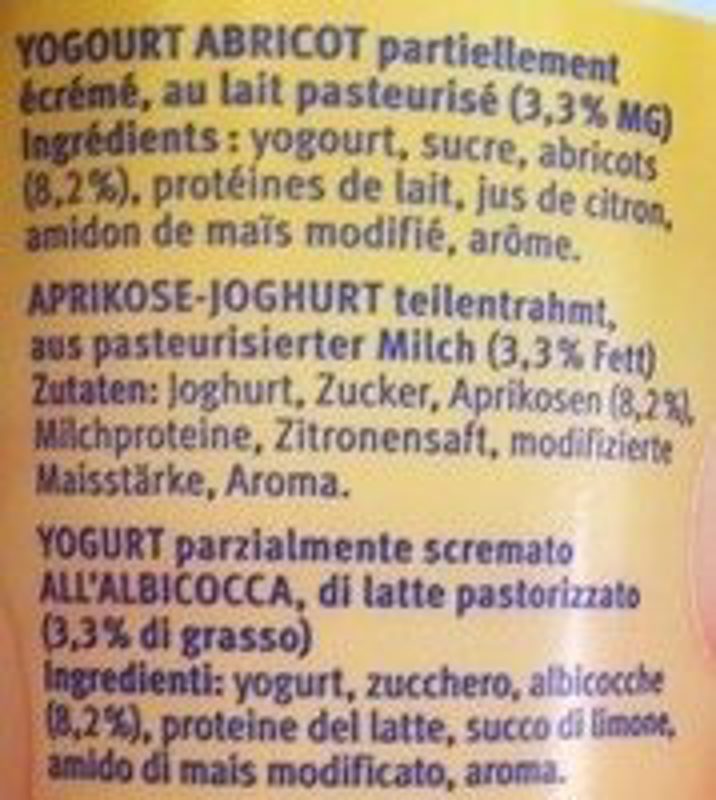 YOGOURT ABRICOT partiellement
écrémé, au lait pasteurisé (3,3% MG)
Ingrédients : yogourt, sucre, abricots
(8,2%), protéines de lait, jus de citron,
amidon de maïs modifié, arôme.
APRIKOSE-JOGHURT teilentrahmt,
aus pasteurisierter Milch (3,3% Fett)
Zutaten: Joghurt, Zucker, Aprikosen (8,2%),
Milchproteine, Zitronensaft, modifizierte
Maisstärke, Aroma.
YOGURT parzialmente scremato
ALL'ALBICOCCA, di latte pastorizzato
(3,3% di grasso)
Ingredienti: yogurt, zucchero, albicocche
(8,2%), proteine del latte, succo di limone,
amido di mais modificato, aroma.